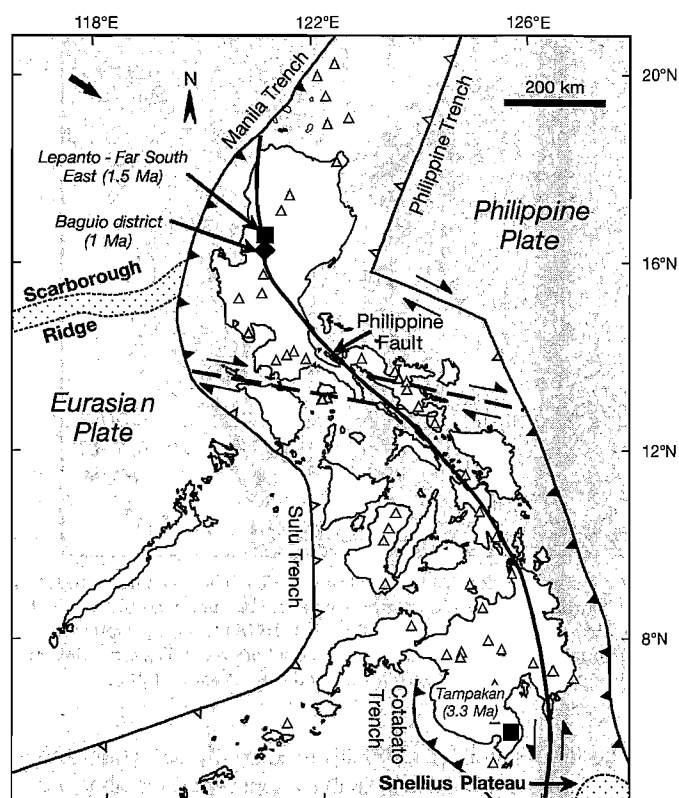 118°E
122°E
126°E
20°N
N
200 km
Manila Trench
Philippine Trench
Lepanto - Far South
East (1.5 Ma)
Baguio district
(1 Ma)
Philippine
Plate
16°N
Scarborough
Ridge
Philippine
Fault
Eurasian
Plate
12°N
Sulu Trench
8°N
Cotabato
Trench
Tampakan
(3.3 Ma)
Snellius Plateau